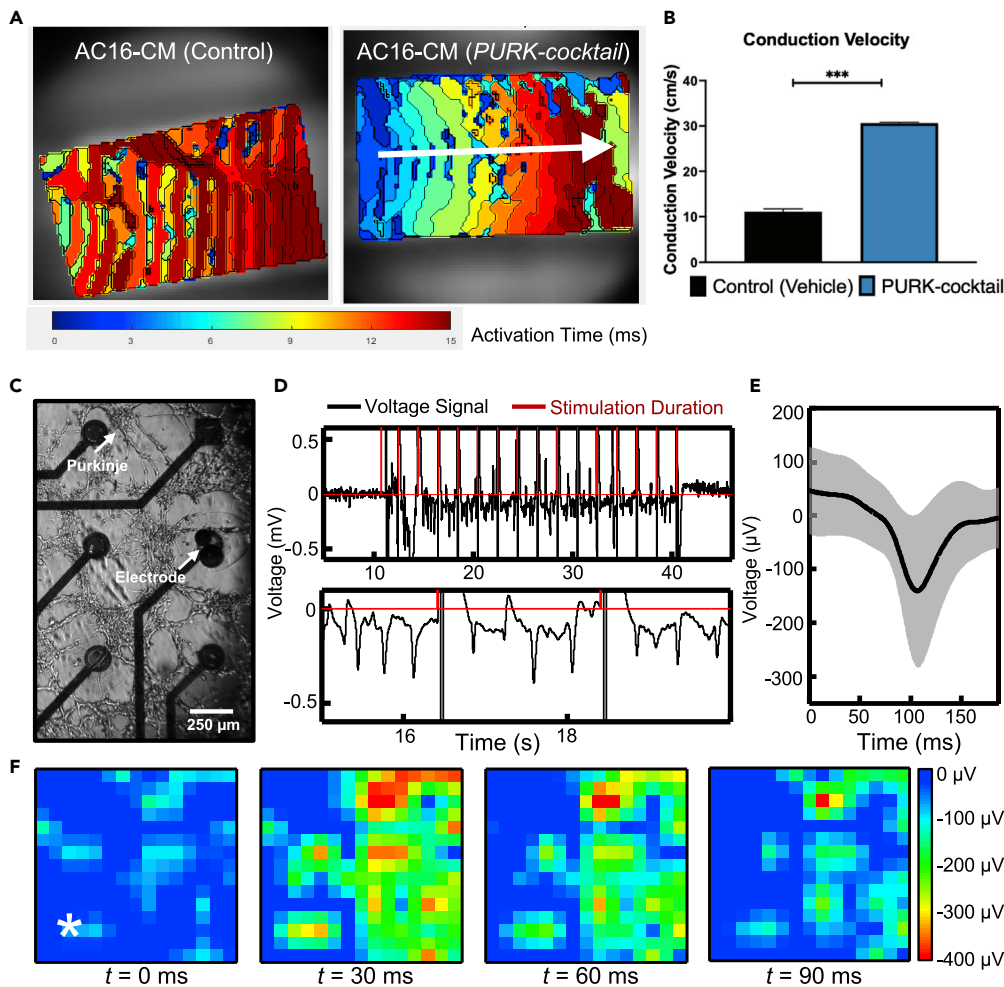 A
AC16-CM (Control)
AC16-CM (PURK-cocktail)
0 3 6 9 12 15
Activation Time (ms)
B
Conduction Velocity
***
Conduction Velocity (cm/s)
40
30
20
10
0
Control (Vehicle)
PURK-cocktail
C
Purkinje
Electrode
250 µm
D
Voltage Signal
Stimulation Duration
Voltage (mV)
0.5
0
-0.5
5 10 20 30 40
0
-0.5
16 18
Time (s)
E
Voltage (µV)
200
100
0
-100
-200
-300
0 50 100 150
Time (ms)
F
*
t = 0 ms
t = 30 ms
t = 60 ms
t = 90 ms
0 µV
-100 µV
-200 µV
-300 µV
-400 µV